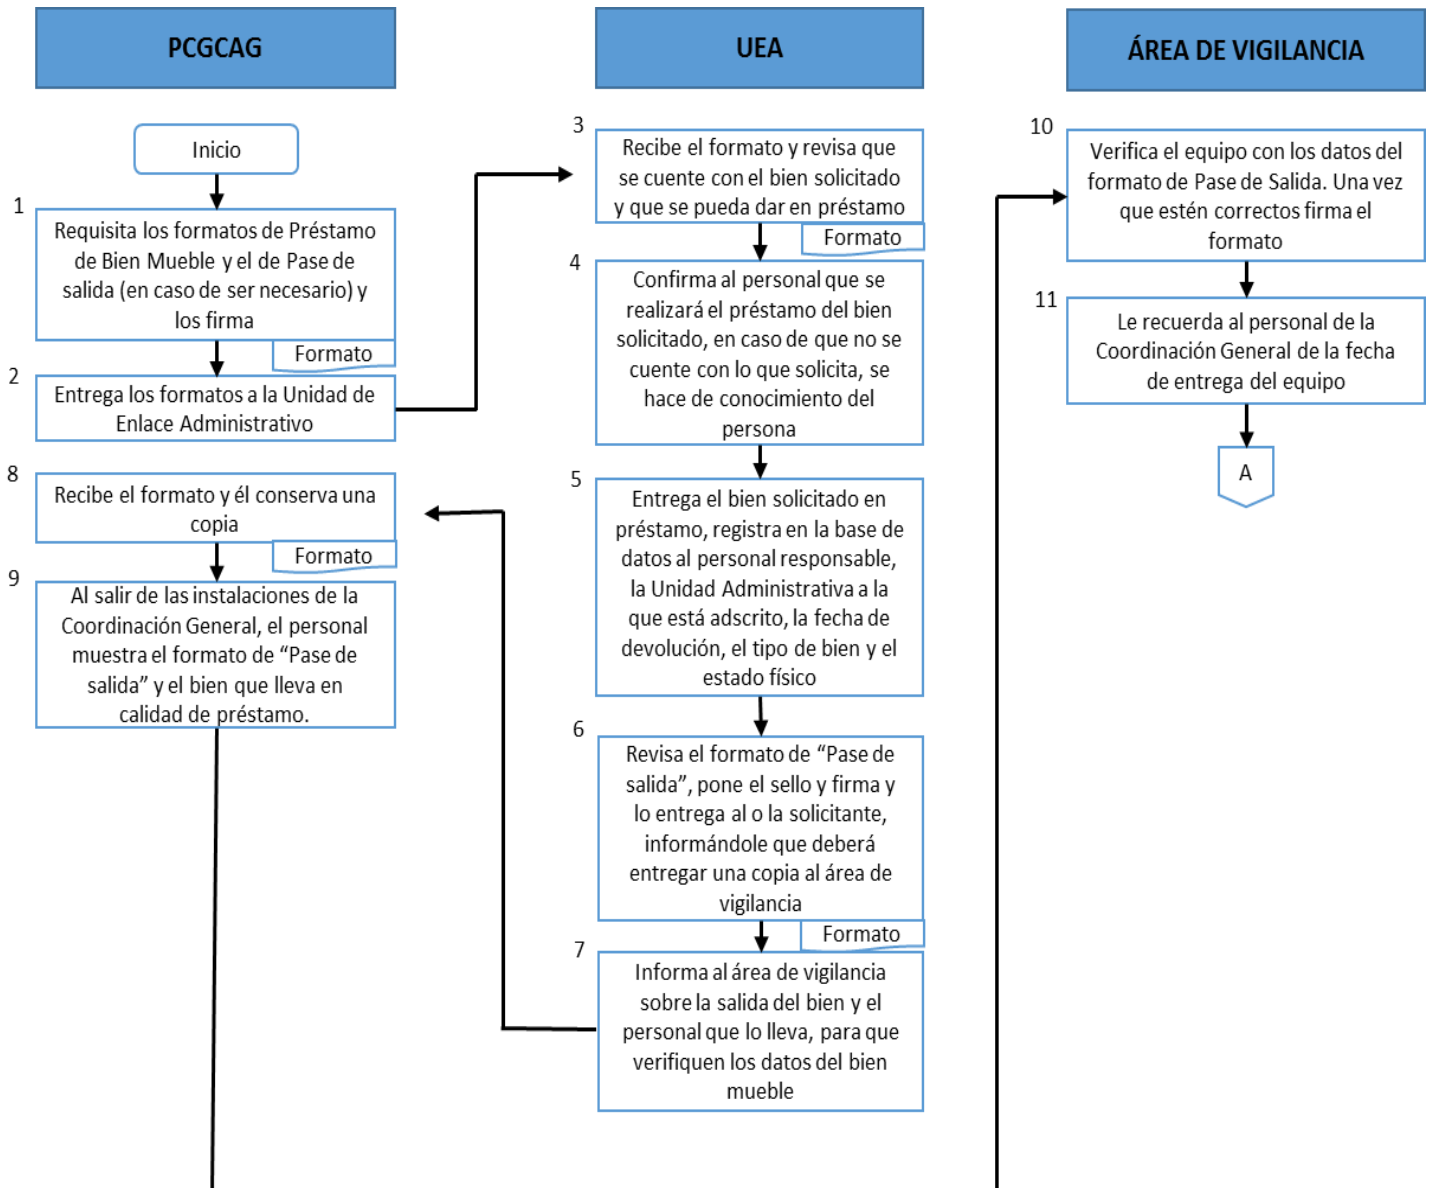 PCGCAG
UEA
ÁREA DE VIGILANCIA
Inicio
1
Requisita los formatos de Préstamo
de Bien Mueble y el de Pase de
salida (en caso de ser necesario) y
los firma
Formato
2
Entrega los formatos a la Unidad de
Enlace Administrativo
8
Recibe el formato y él conserva una
copia
Formato
9
Al salir de las instalaciones de la
Coordinación General, el personal
muestra el formato de “Pase de
salida” y el bien que lleva en
calidad de préstamo.
3
Recibe el formato y revisa que
se cuente con el bien solicitado
y que se pueda dar en préstamo
Formato
4
Confirma al personal que se
realizará el préstamo del bien
solicitado, en caso de que no se
cuente con lo que solicita, se
hace de conocimiento del
persona
5
Entrega el bien solicitado en
préstamo, registra en la base de
datos al personal responsable,
la Unidad Administrativa a la
que está adscrito, la fecha de
devolución, el tipo de bien y el
estado físico
6
Revisa el formato de “Pase de
salida”, pone el sello y firma y
lo entrega al o la solicitante,
informándole que deberá
entregar una copia al área de
vigilancia
Formato
7
Informa al área de vigilancia
sobre la salida del bien y el
personal que lo lleva, para que
verifiquen los datos del bien
mueble
10
Verifica el equipo con los datos del
formato de Pase de Salida. Una vez
que estén correctos firma el
formato
11
Le recuerda al personal de la
Coordinación General de la fecha
de entrega del equipo
A